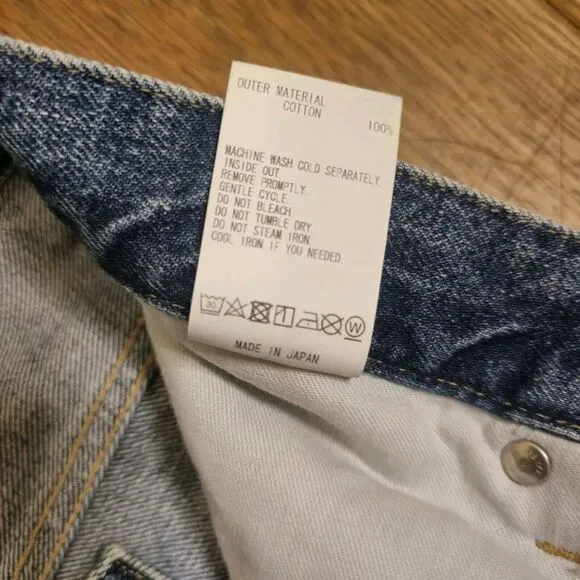 OUTER MATERIAL
COTTON 100%
MACHINE WASH COLD SEPARATELY.
INSIDE OUT
REMOVE PROMPTLY
GENTLE CYCLE.
DO NOT BLEACH
DO NOT TUMBLE DRY
DO NOT STEAM IRON.
COOL IRON IF YOU NEEDED
30 W
MADE IN JAPAN